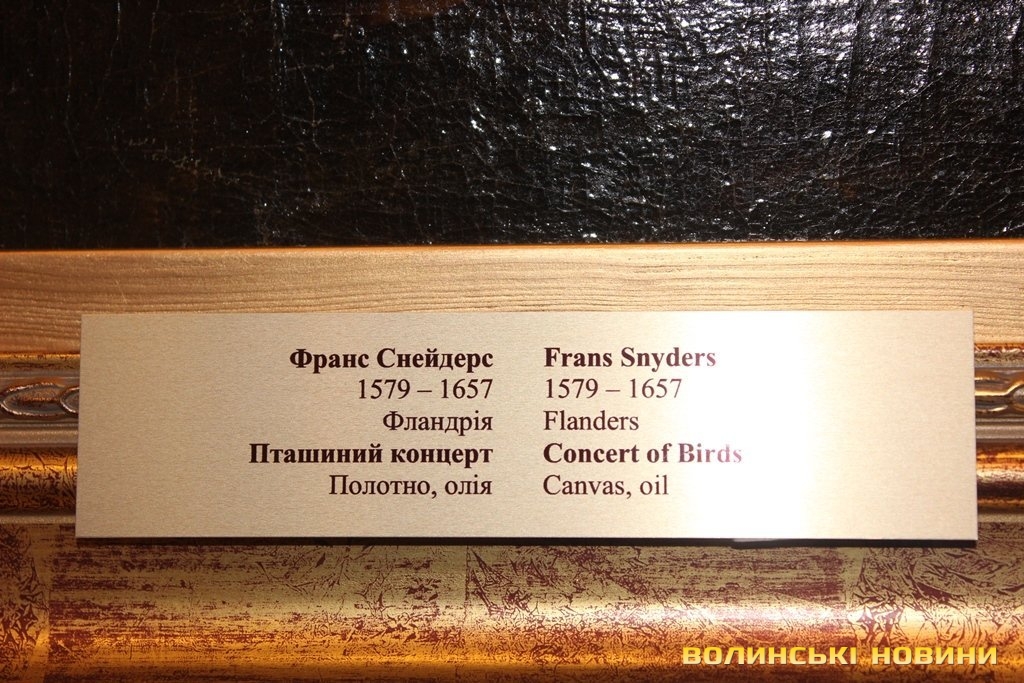 Франс Снейдерс
1579 – 1657
Фландрія
Пташиний концерт
Полотно, олія
Frans Snyders
1579 – 1657
Flanders
Concert of Birds
Canvas, oil
ВОЛИНСЬКІ НОВИНИ